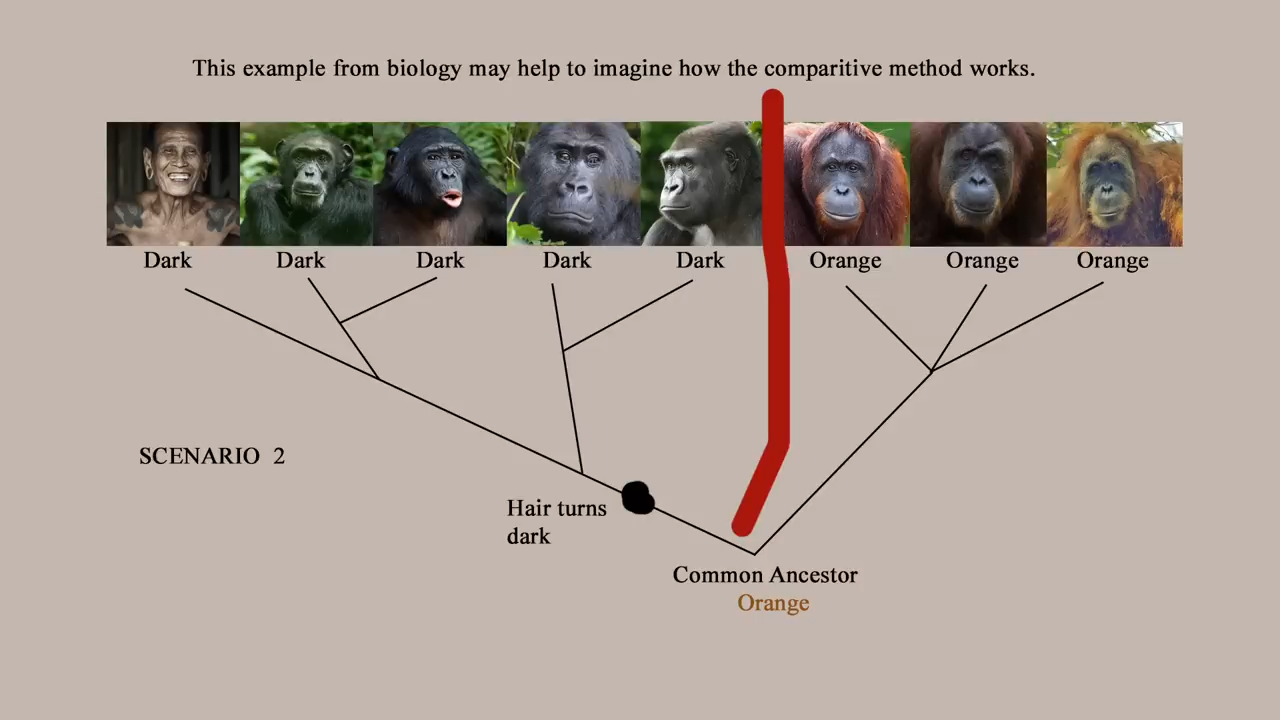 This example from biology may help to imagine how the comparitive method works.
Dark Dark Dark Dark Dark Orange Orange Orange
SCENARIO 2
Hair turns
dark
Common Ancestor
Orange